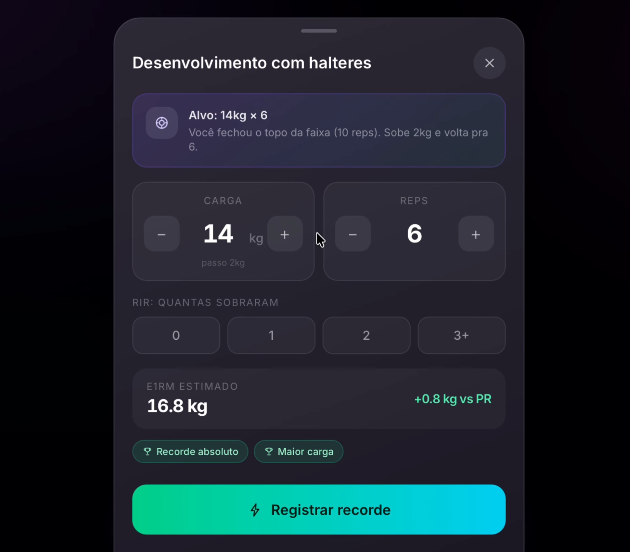 Desenvolvimento com halteres
Alvo: 14kg × 6
Você fechou o topo da faixa (10 reps). Sobe 2kg e volta pra
6.
CARGA
REPS
− 14 kg +
− 6 +
passo 2kg
RIR: QUANTAS SOBRARAM
0 1 2 3+
E1RM ESTIMADO
16.8 kg
+0.8 kg vs PR
Recorde absoluto
Maior carga
Registrar recorde